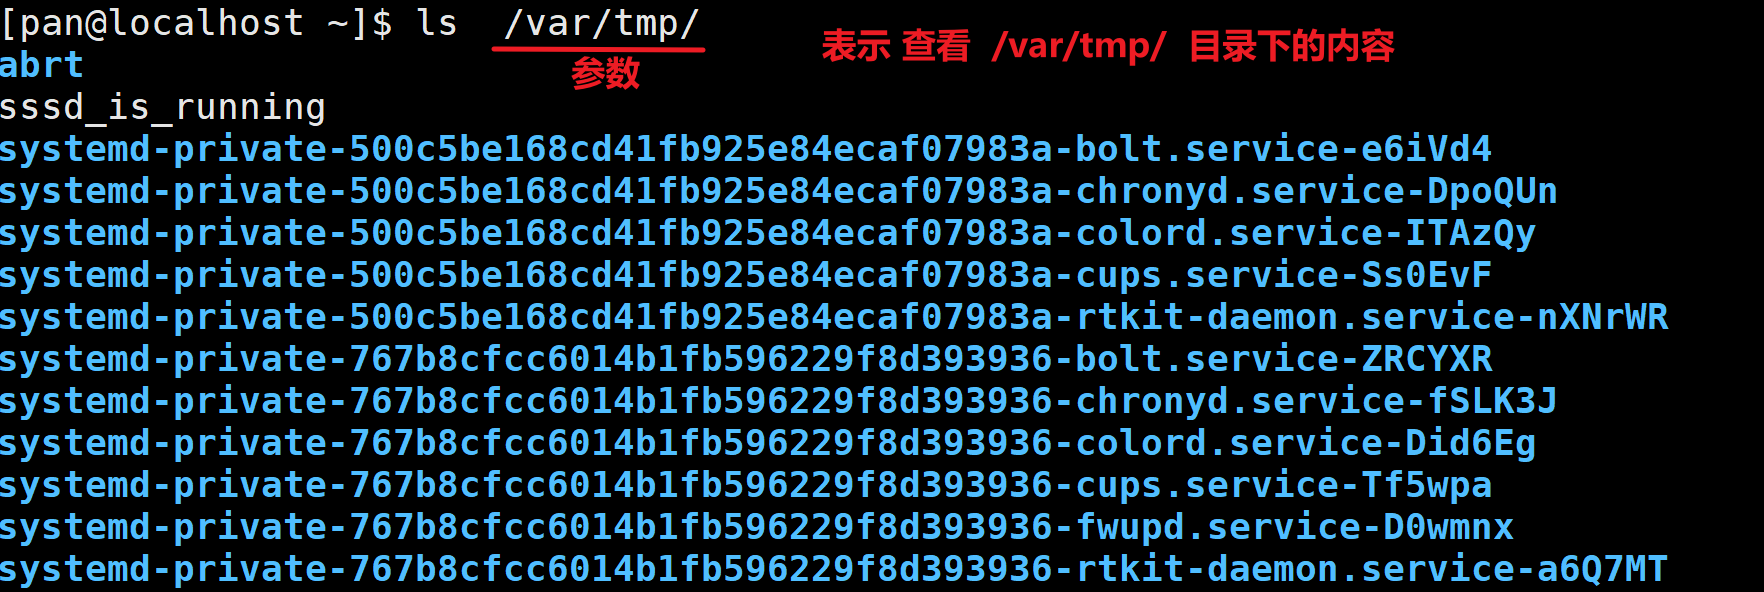 [pan@localhost ~]$ ls  /var/tmp/
表示 查看 /var/tmp/ 目录下的内容
参数
abrt
sssd_is_running
systemd-private-500c5be168cd41fb925e84ecaf07983a-bolt.service-e6iVd4
systemd-private-500c5be168cd41fb925e84ecaf07983a-chronyd.service-DpoQUn
systemd-private-500c5be168cd41fb925e84ecaf07983a-colord.service-ITAzQy
systemd-private-500c5be168cd41fb925e84ecaf07983a-cups.service-Ss0EvF
systemd-private-500c5be168cd41fb925e84ecaf07983a-rtkit-daemon.service-nXNrWR
systemd-private-767b8cfcc6014b1fb596229f8d393936-bolt.service-ZRCYXR
systemd-private-767b8cfcc6014b1fb596229f8d393936-chronyd.service-fSLK3J
systemd-private-767b8cfcc6014b1fb596229f8d393936-colord.service-Did6Eg
systemd-private-767b8cfcc6014b1fb596229f8d393936-cups.service-Tf5wpa
systemd-private-767b8cfcc6014b1fb596229f8d393936-fwupd.service-D0wmnx
systemd-private-767b8cfcc6014b1fb596229f8d393936-rtkit-daemon.service-a6Q7MT